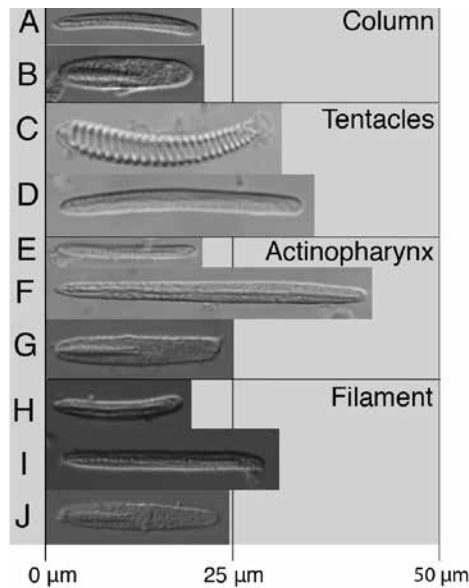 A
Column
B
C
Tentacles
D
E
Actinopharynx
F
G
H
Filament
I
J
0 µm
25 µm
50 µm